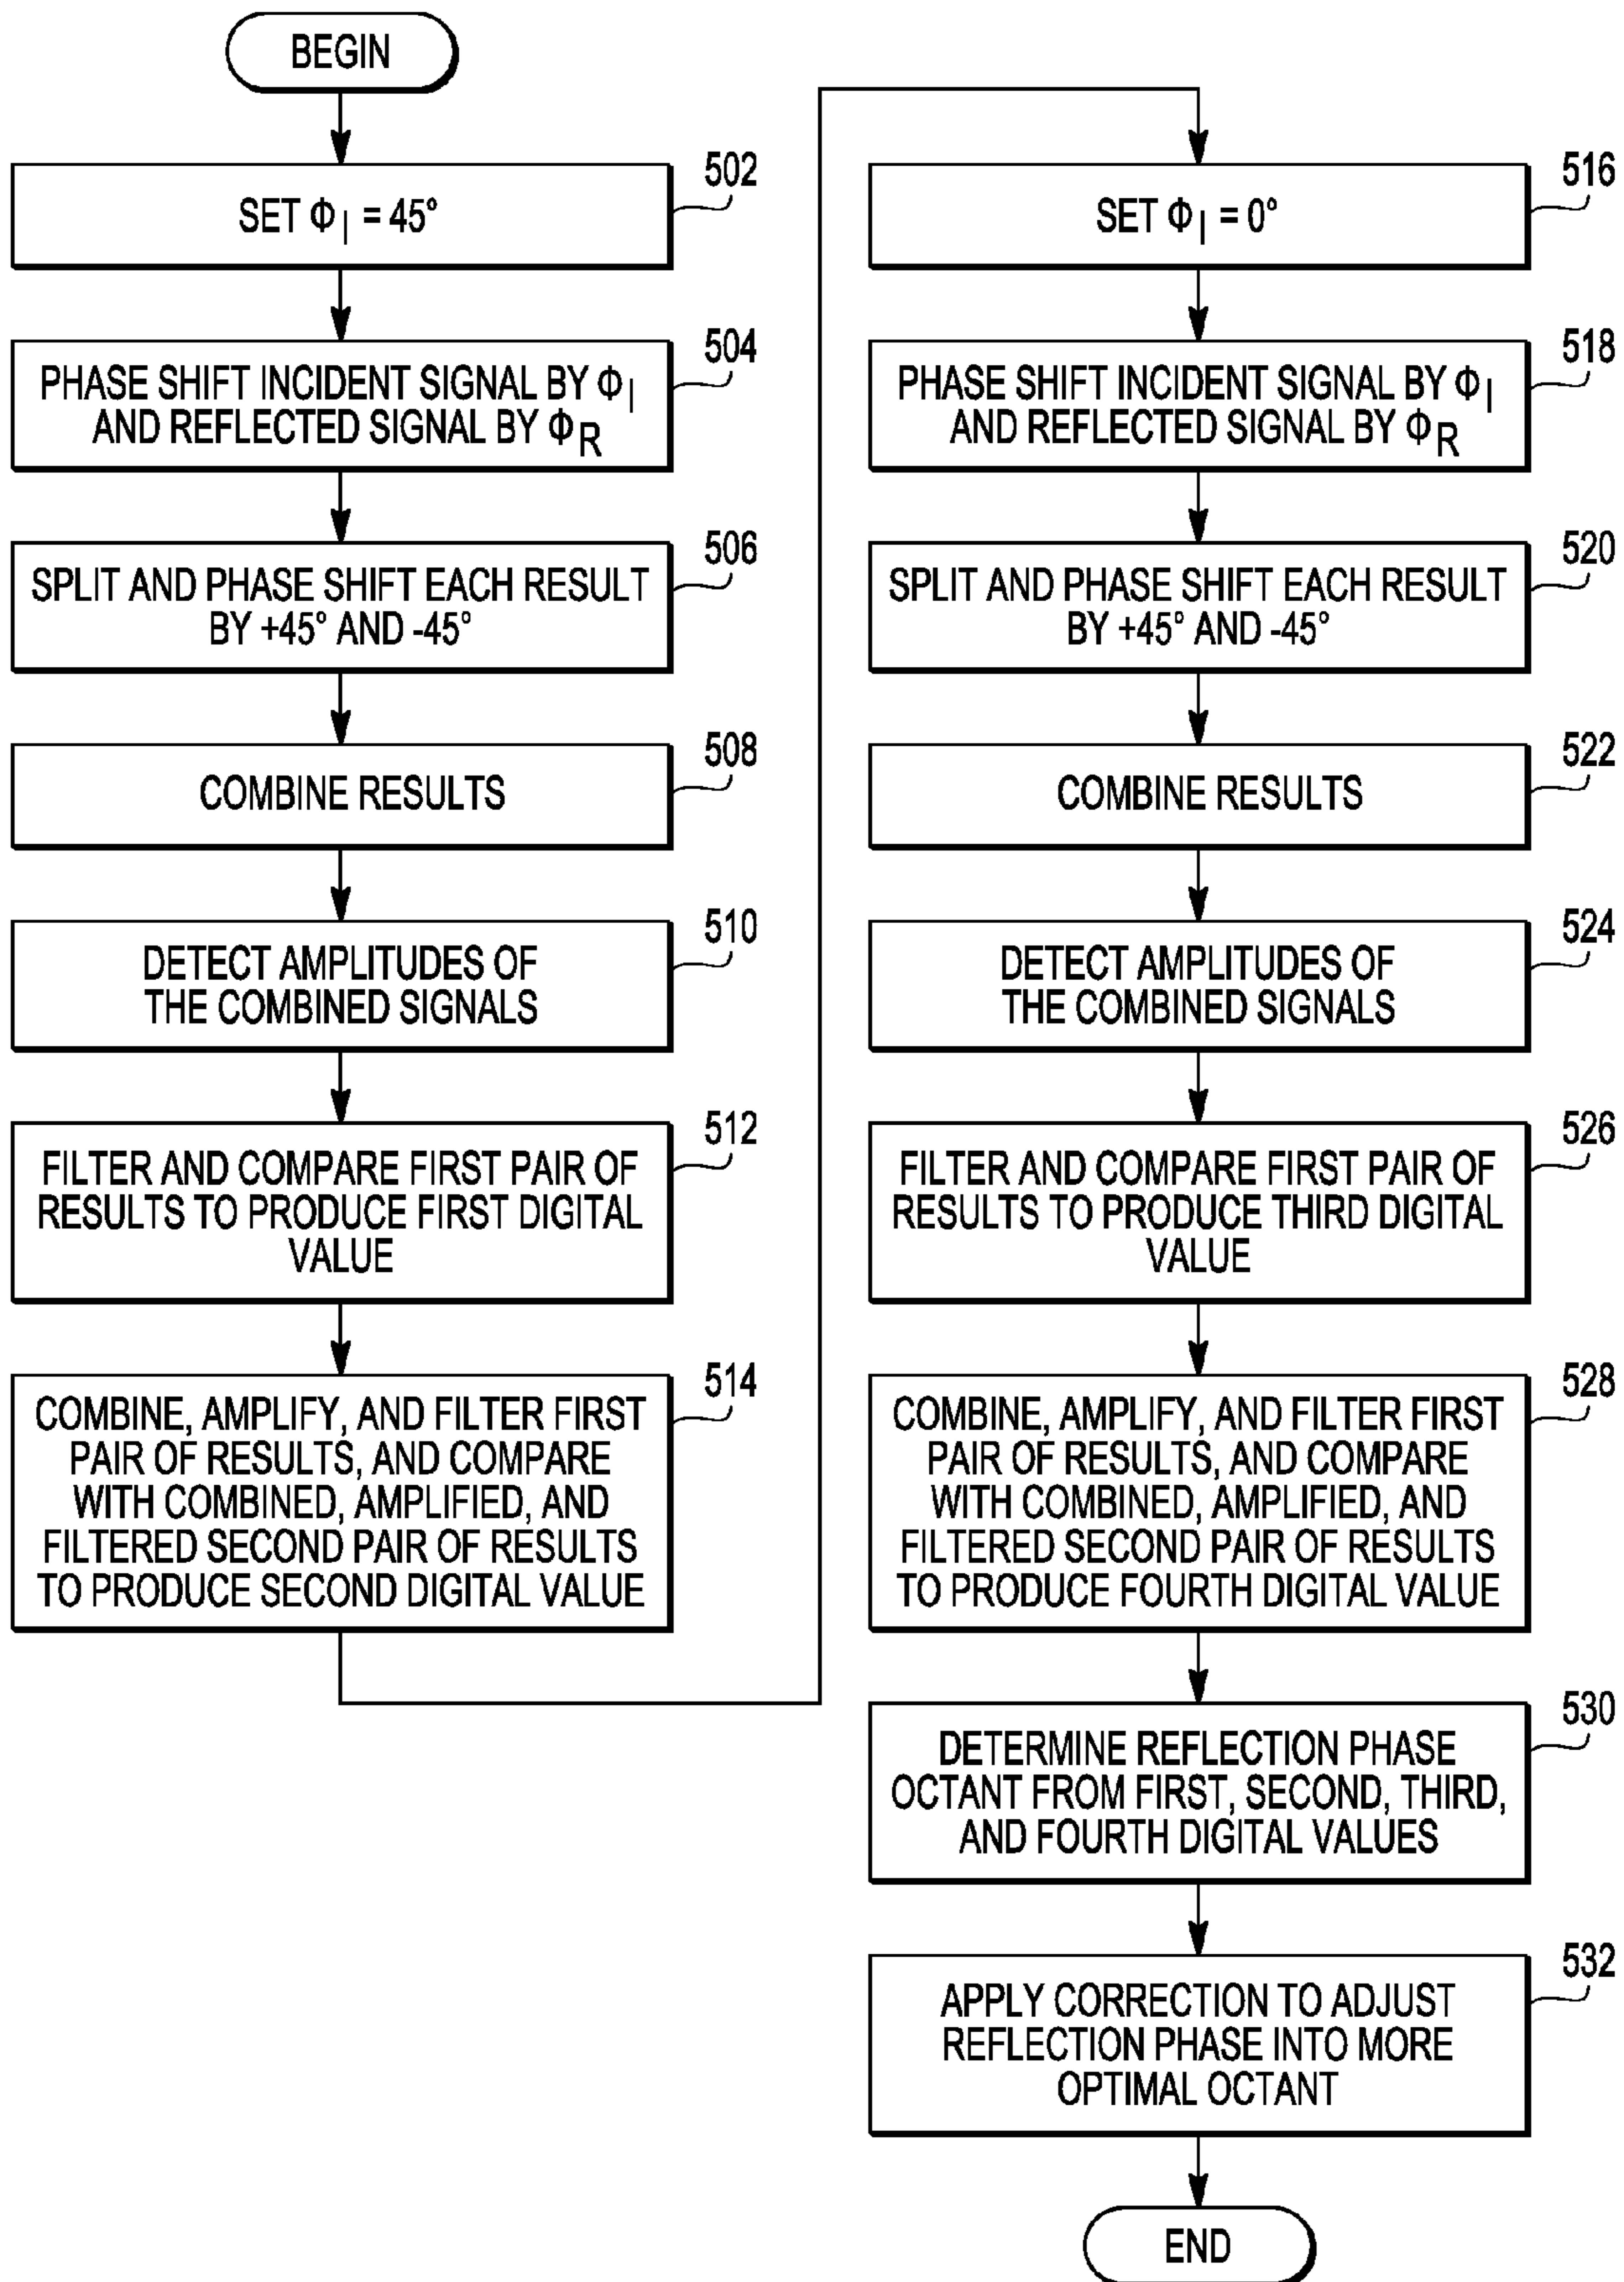 BEGIN
502
SET ΦI = 45°
504
PHASE SHIFT INCIDENT SIGNAL BY ΦI
AND REFLECTED SIGNAL BY ΦR
506
SPLIT AND PHASE SHIFT EACH RESULT
BY +45° AND -45°
508
COMBINE RESULTS
510
DETECT AMPLITUDES OF
THE COMBINED SIGNALS
512
FILTER AND COMPARE FIRST PAIR OF
RESULTS TO PRODUCE FIRST DIGITAL
VALUE
514
COMBINE, AMPLIFY, AND FILTER FIRST
PAIR OF RESULTS, AND COMPARE
WITH COMBINED, AMPLIFIED, AND
FILTERED SECOND PAIR OF RESULTS
TO PRODUCE SECOND DIGITAL VALUE
516
SET ΦI = 0°
518
PHASE SHIFT INCIDENT SIGNAL BY ΦI
AND REFLECTED SIGNAL BY ΦR
520
SPLIT AND PHASE SHIFT EACH RESULT
BY +45° AND -45°
522
COMBINE RESULTS
524
DETECT AMPLITUDES OF
THE COMBINED SIGNALS
526
FILTER AND COMPARE FIRST PAIR OF
RESULTS TO PRODUCE THIRD DIGITAL
VALUE
528
COMBINE, AMPLIFY, AND FILTER FIRST
PAIR OF RESULTS, AND COMPARE
WITH COMBINED, AMPLIFIED, AND
FILTERED SECOND PAIR OF RESULTS
TO PRODUCE FOURTH DIGITAL VALUE
530
DETERMINE REFLECTION PHASE
OCTANT FROM FIRST, SECOND, THIRD,
AND FOURTH DIGITAL VALUES
532
APPLY CORRECTION TO ADJUST
REFLECTION PHASE INTO MORE
OPTIMAL OCTANT
END